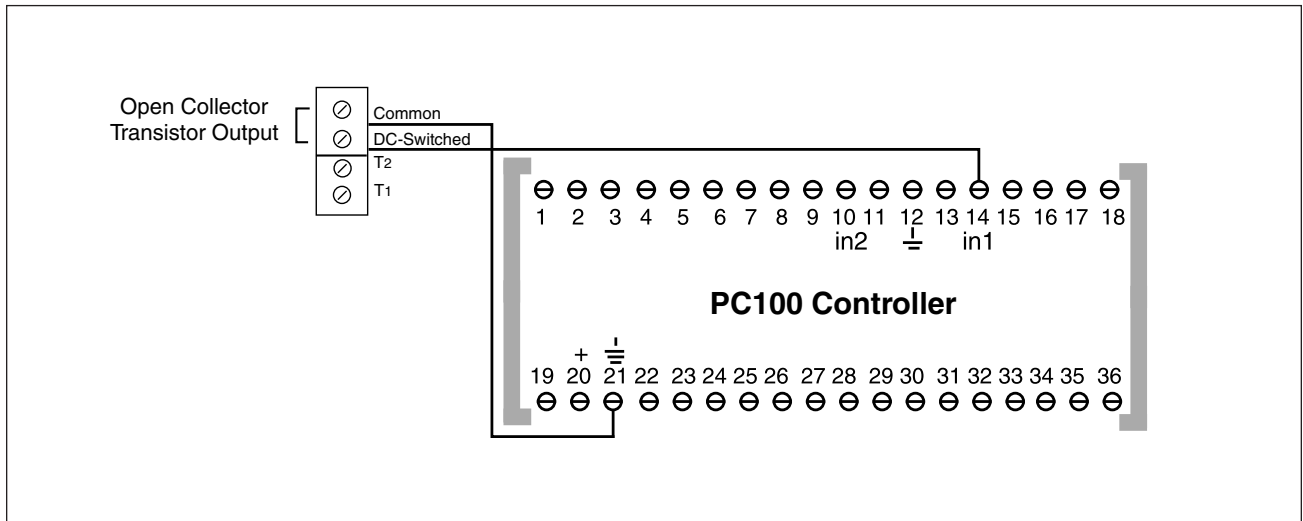 Open Collector
Transistor Output
Common
DC-Switched
T2
T1
1 2 3 4 5 6 7 8 9 10 11 12 13 14 15 16 17 18
in2 in1
PC100 Controller
+
19 20 21 22 23 24 25 26 27 28 29 30 31 32 33 34 35 36